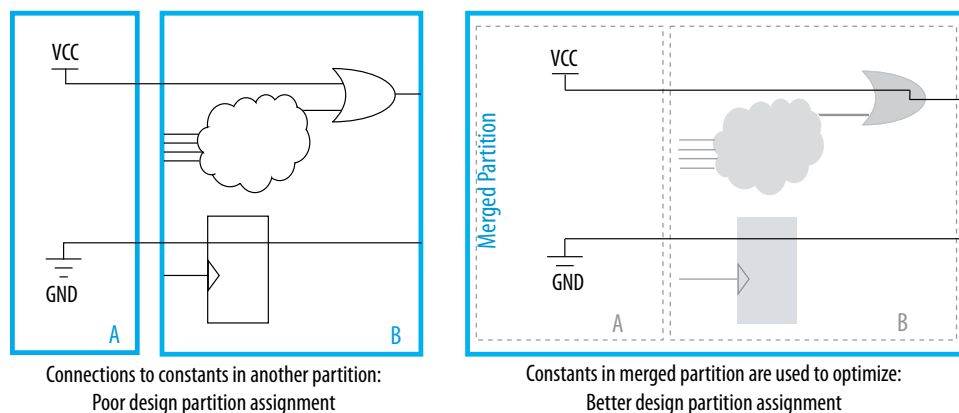 VCC
GND
A
B
Connections to constants in another partition:
Poor design partition assignment
Merged Partition
VCC
GND
A
B
Constants in merged partition are used to optimize:
Better design partition assignment